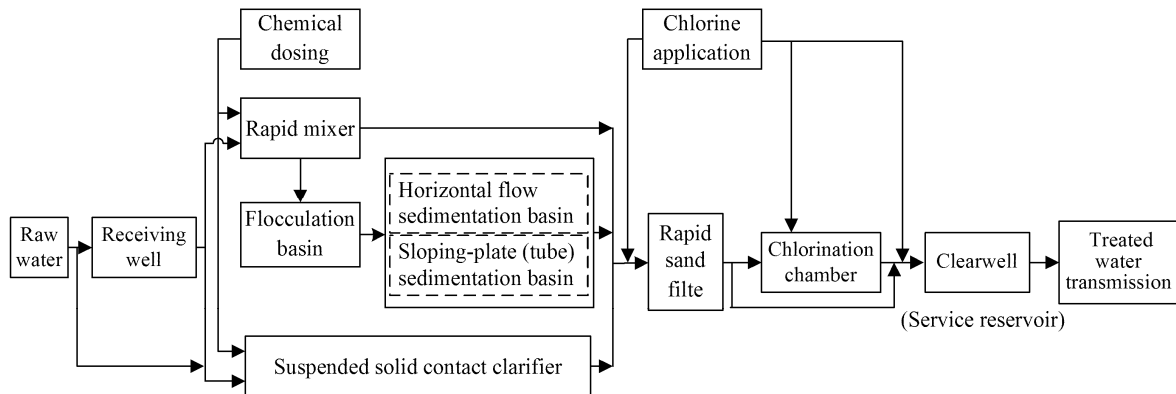 Chemical
dosing
Chlorine
application
Rapid mixer
Horizontal flow
sedimentation basin
Flocculation
basin
Sloping-plate (tube)
sedimentation basin
Raw
water
Receiving
well
Rapid
sand
filte
Chlorination
chamber
Clearwell
Treated
water
transmission
(Service reservoir)
Suspended solid contact clarifier